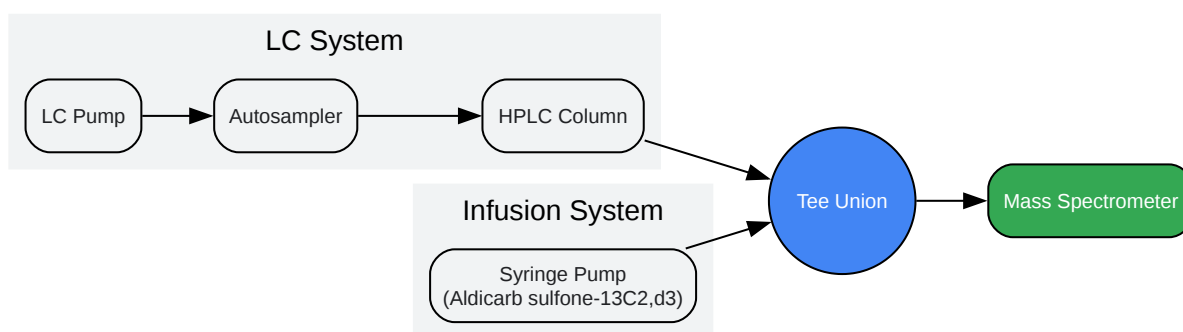 LC System
LC Pump
Autosampler
HPLC Column
Infusion System
Syringe Pump
(Aldicarb sulfone-13C2,d3)
Tee Union
Mass Spectrometer